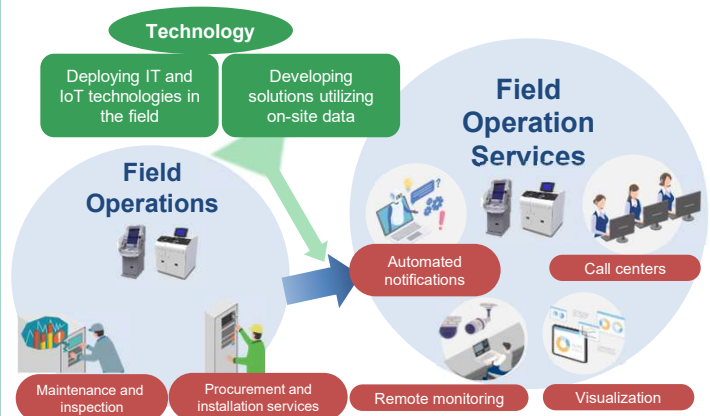 Technology
Deploying IT and
IoT technologies in
the field
Developing
solutions utilizing
on-site data
Field
Operations
Maintenance and
inspection
Procurement and
installation services
Field
Operation
Services
Automated
notifications
Call centers
Remote monitoring
Visualization